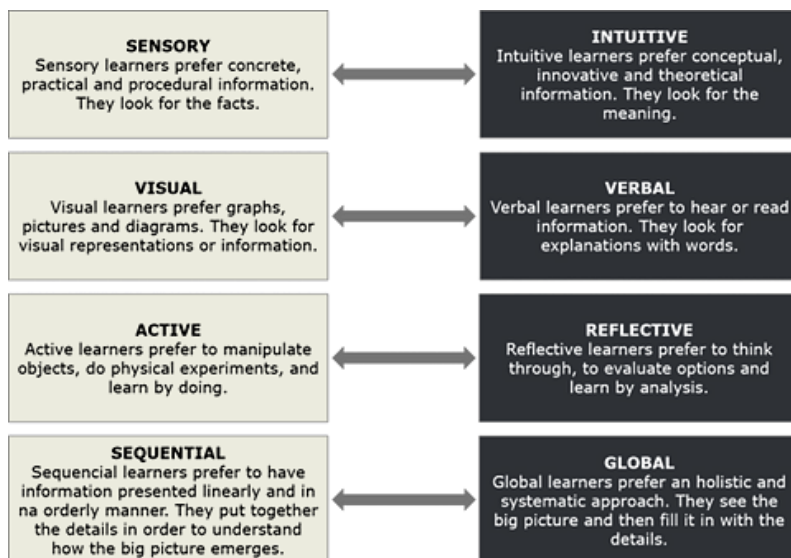 SENSORY
Sensory learners prefer concrete,
practical and procedural information.
They look for the facts.
INTUITIVE
Intuitive learners prefer conceptual,
innovative and theoretical
information. They look for the
meaning.
VISUAL
Visual learners prefer graphs,
pictures and diagrams. They look for
visual representations or information.
VERBAL
Verbal learners prefer to hear or read
information. They look for
explanations with words.
ACTIVE
Active learners prefer to manipulate
objects, do physical experiments, and
learn by doing.
REFLECTIVE
Reflective learners prefer to think
through, to evaluate options and
learn by analysis.
SEQUENTIAL
Sequencial learners prefer to have
information presented linearly and in
na orderly manner. They put together
the details in order to understand
how the big picture emerges.
GLOBAL
Global learners prefer an holistic and
systematic approach. They see the
big picture and then fill it in with the
details.